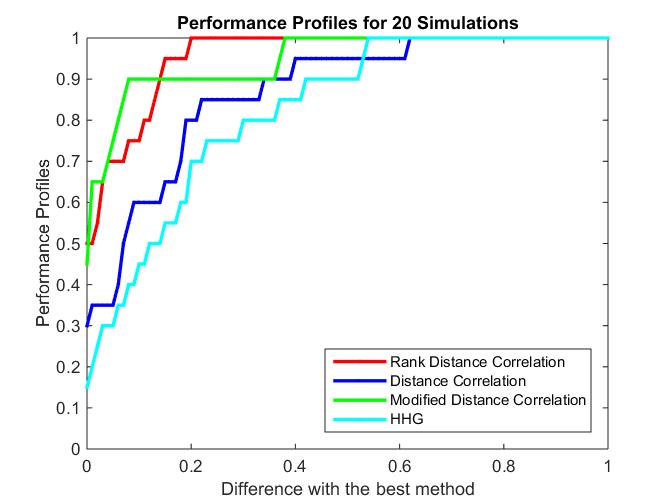 Performance Profiles for 20 Simulations
1
0.9
0.8
0.7
0.6
0.5
0.4
0.3
0.2
0.1
0
Performance Profiles
Rank Distance Correlation
Distance Correlation
Modified Distance Correlation
HHG
0 0.2 0.4 0.6 0.8 1
Difference with the best method